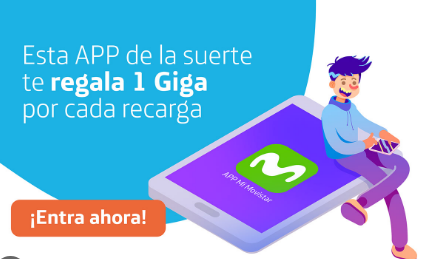 Esta APP de la suerte
te regala 1 Giga
por cada recarga
APP Mi Movistar
¡Entra ahora!